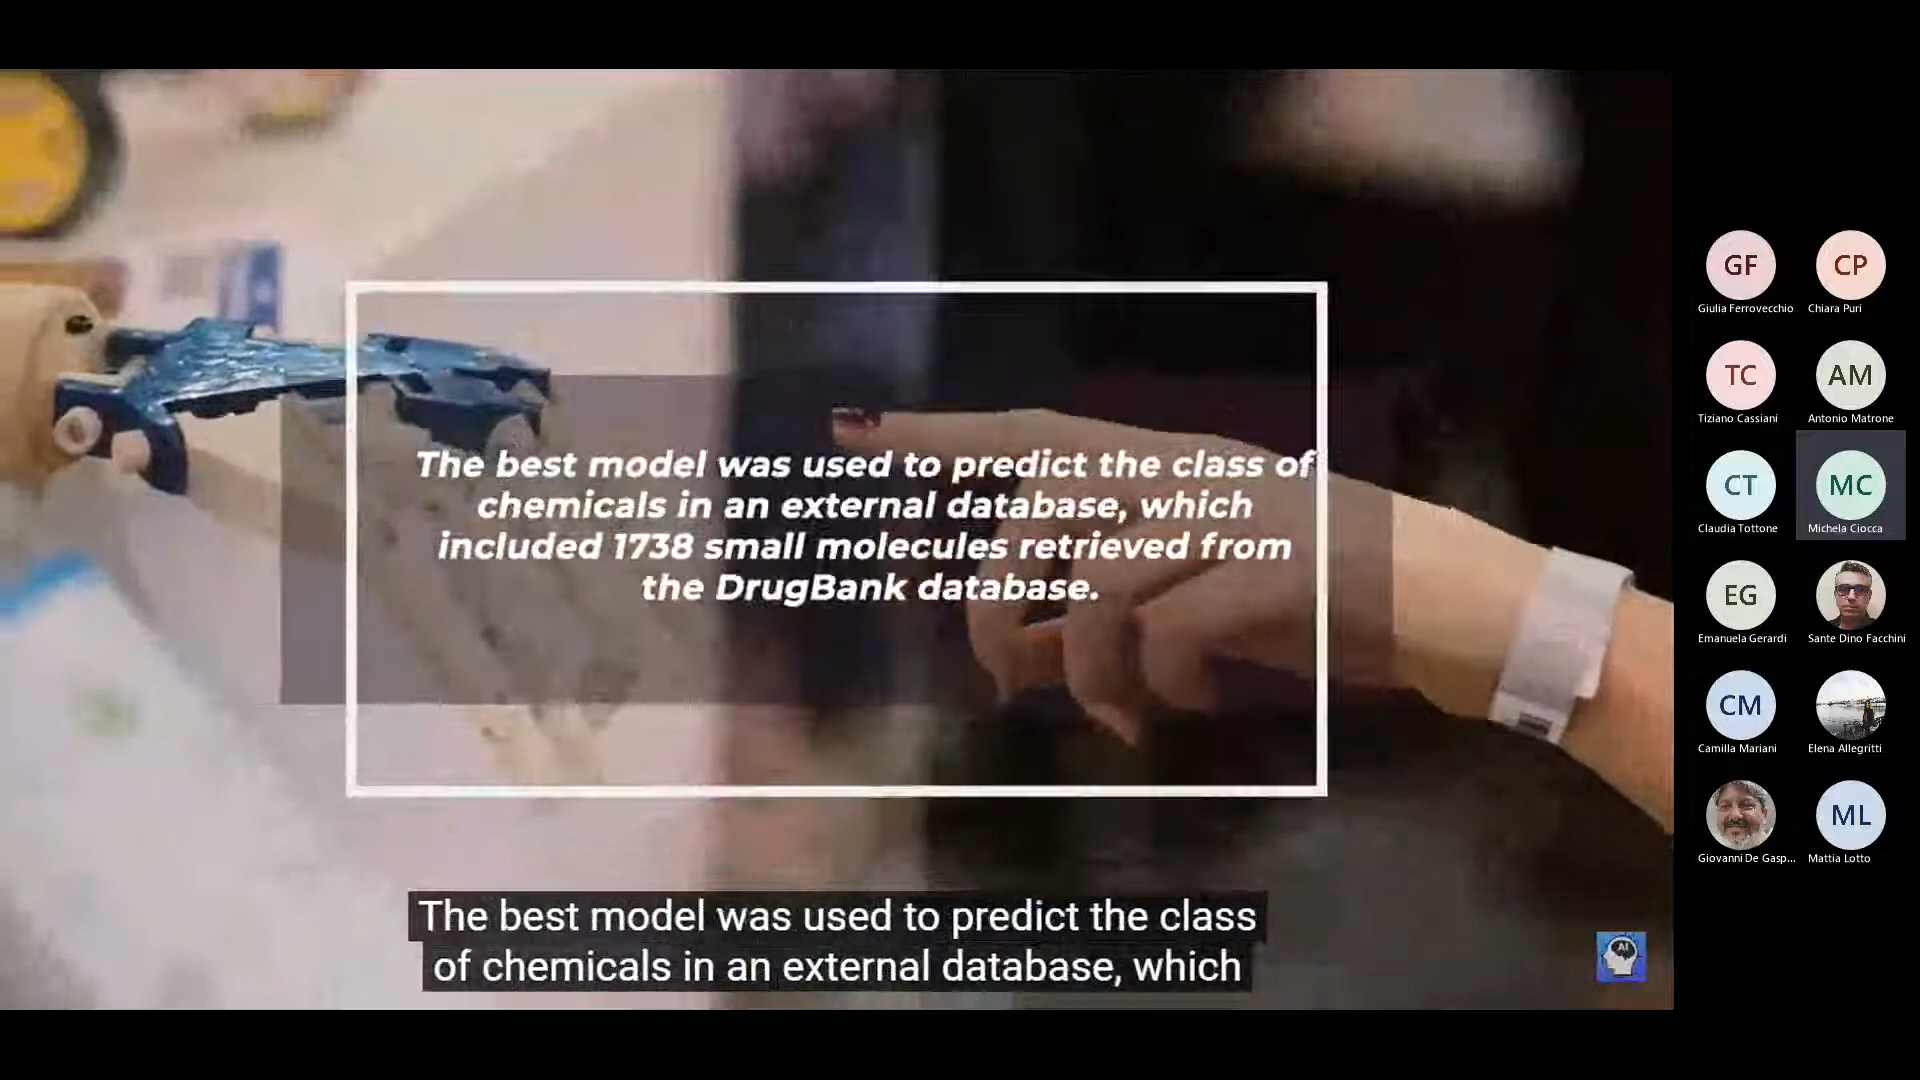 The best model was used to predict the class of
chemicals in an external database, which
included 1738 small molecules retrieved from
the DrugBank database.
The best model was used to predict the class
of chemicals in an external database, which
AI
GF
Giulia Ferrovecchio
CP
Chiara Puri
TC
Tiziano Cassiani
AM
Antonio Matrone
CT
Claudia Tottone
MC
Michela Ciocca
EG
Emanuela Gerardi
Sante Dino Facchini
CM
Camilla Mariani
Elena Allegritti
Giovanni De Gasp...
ML
Mattia Lotto